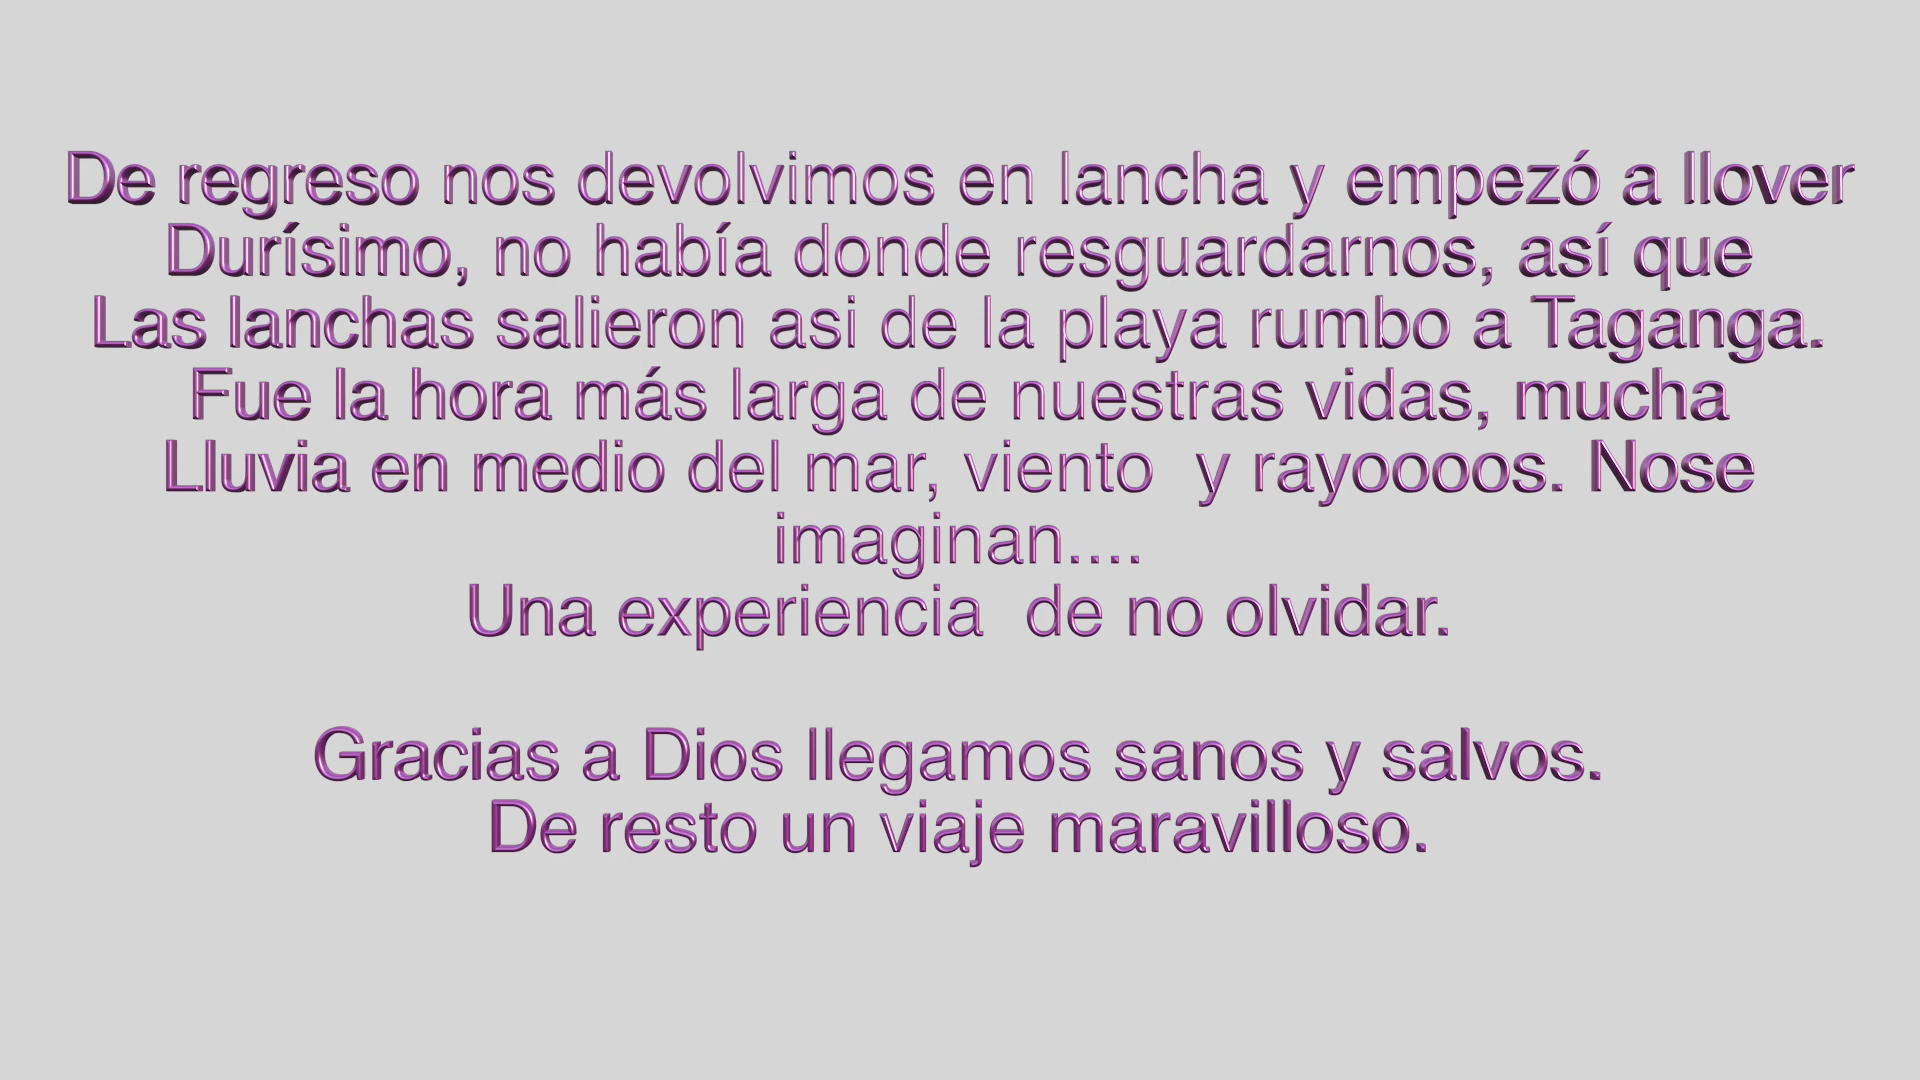 De regreso nos devolvimos en lancha y empezó a llover
Durísimo, no había donde resguardarnos, así que
Las lanchas salieron asi de la playa rumbo a Taganga.
Fue la hora más larga de nuestras vidas, mucha
Lluvia en medio del mar, viento  y rayoooos. Nose
imaginan....
Una experiencia  de no olvidar.
Gracias a Dios llegamos sanos y salvos.
De resto un viaje maravilloso.